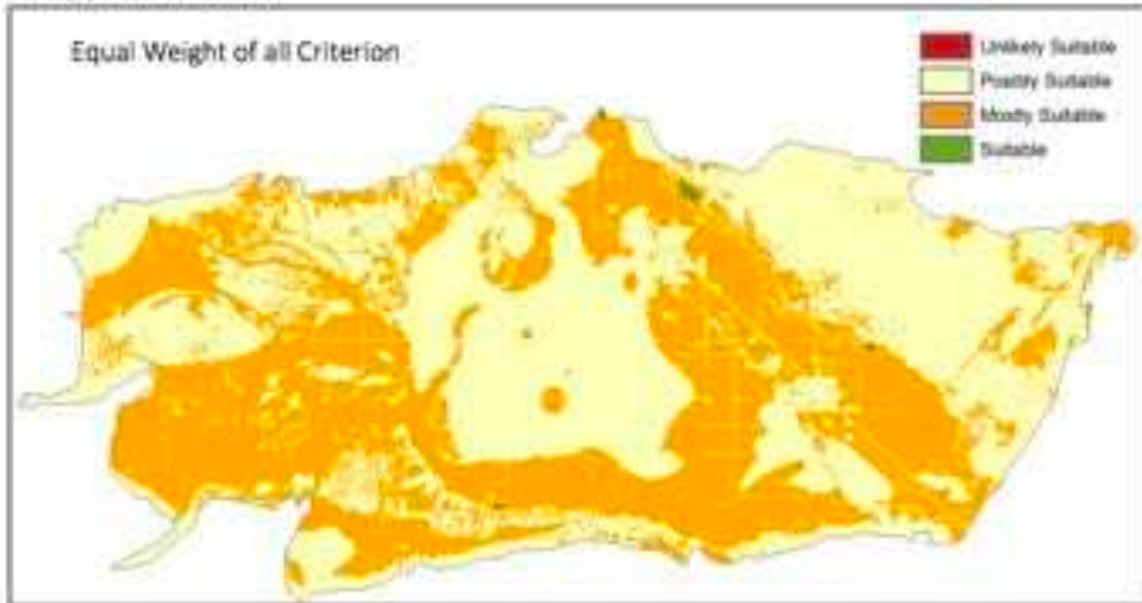 Equal Weight of all Criterion
Unlikely Suitable
Possibly Suitable
Mostly Suitable
Suitable